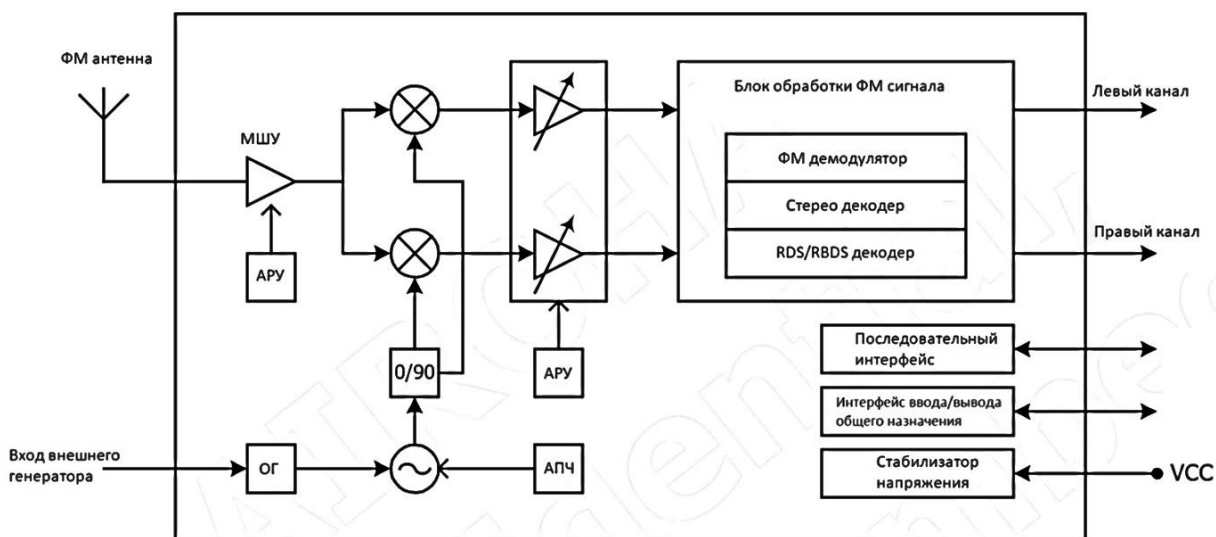 ФМ антенна
МШУ
АРУ
0/90
АРУ
Вход внешнего
генератора
ОГ
АПЧ
Блок обработки ФМ сигнала
ФМ демодулятор
Стерео декодер
RDS/RBDS декодер
Левый канал
Правый канал
Последовательный
интерфейс
Интерфейс ввода/вывода
общего назначения
Стабилизатор
напряжения
VCC
AIROHA